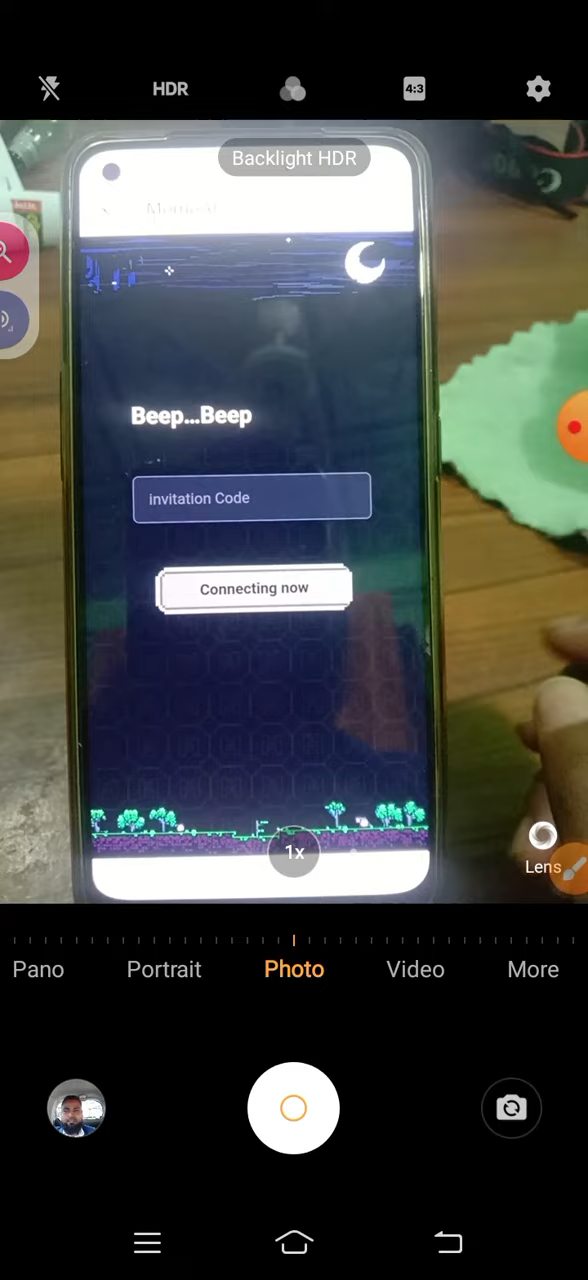 HDR
4:3
Backlight HDR
Beep...Beep
invitation Code
Connecting now
1x
Lens
Pano
Portrait
Photo
Video
More